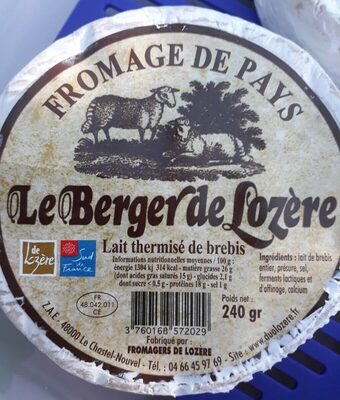 FROMAGE DE PAYS
Le Berger de Lozère
Lait thermisé de brebis
de
Lozère
Sud
de France
Informations nutritionnelles moyennes / 100 g :
énergie 1304 kj 314 kcal - matière grasse 26 g
(dont acides gras saturés 15 g) - glucides 2,1 g
dont sucre < 0,5 g - protéines 18 g - sel 1 g
Ingrédients : lait de brebis
entier, présure, sel,
ferments lactiques et
d'affinage, calcium
FR
48.042.011
CE
Poids net :
240 gr
3 760168 572029
Fabriqué par :
FROMAGERS DE LOZÈRE
Z.A.E. 48000 Le Chastel-Nouvel - Tél. : 04 66 45 97 69 - Site : www.duolozere.fr